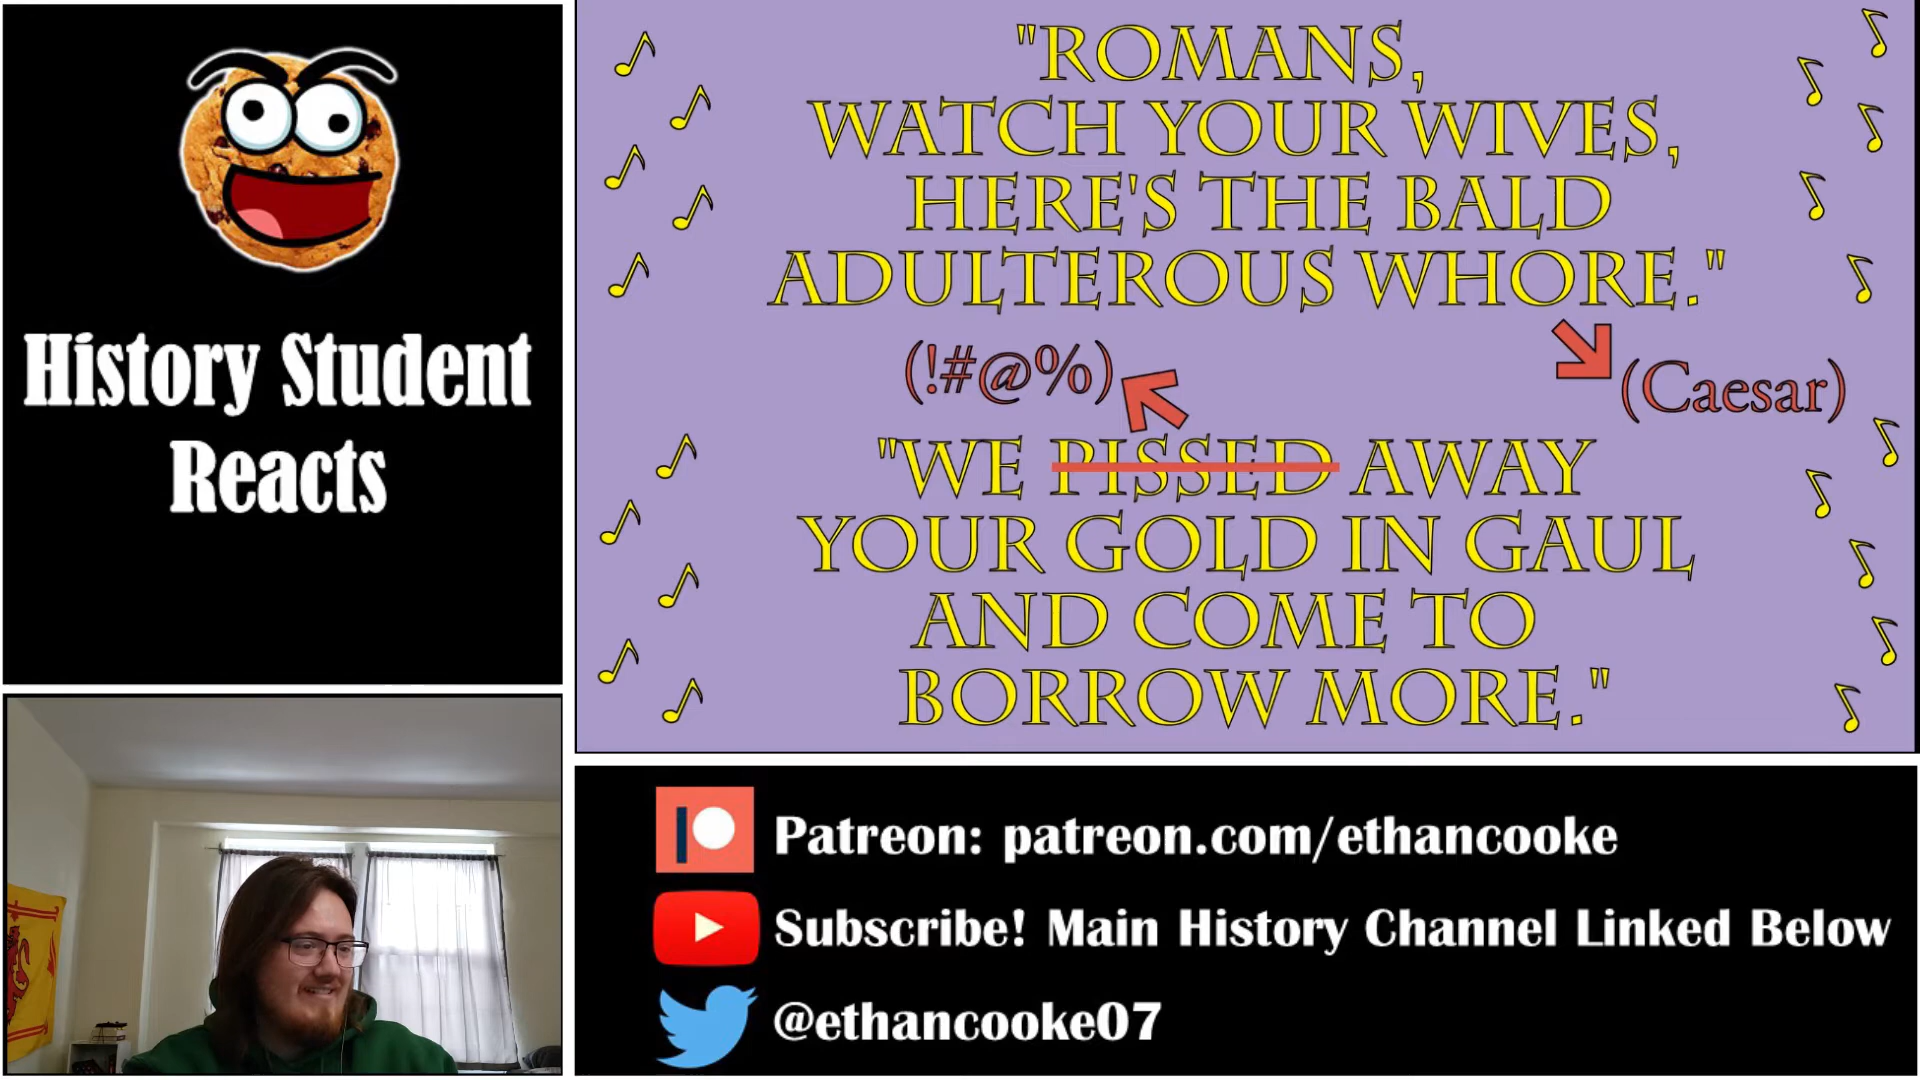 History Student
Reacts
"ROMANS,
WATCH YOUR WIVES,
HERE'S THE BALD
ADULTEROUS WHORE."
(Caesar)
(!#@%)
"WE PISSED AWAY
YOUR GOLD IN GAUL
AND COME TO
BORROW MORE."
Patreon: patreon.com/ethancooke
Subscribe! Main History Channel Linked Below
@ethancooke07